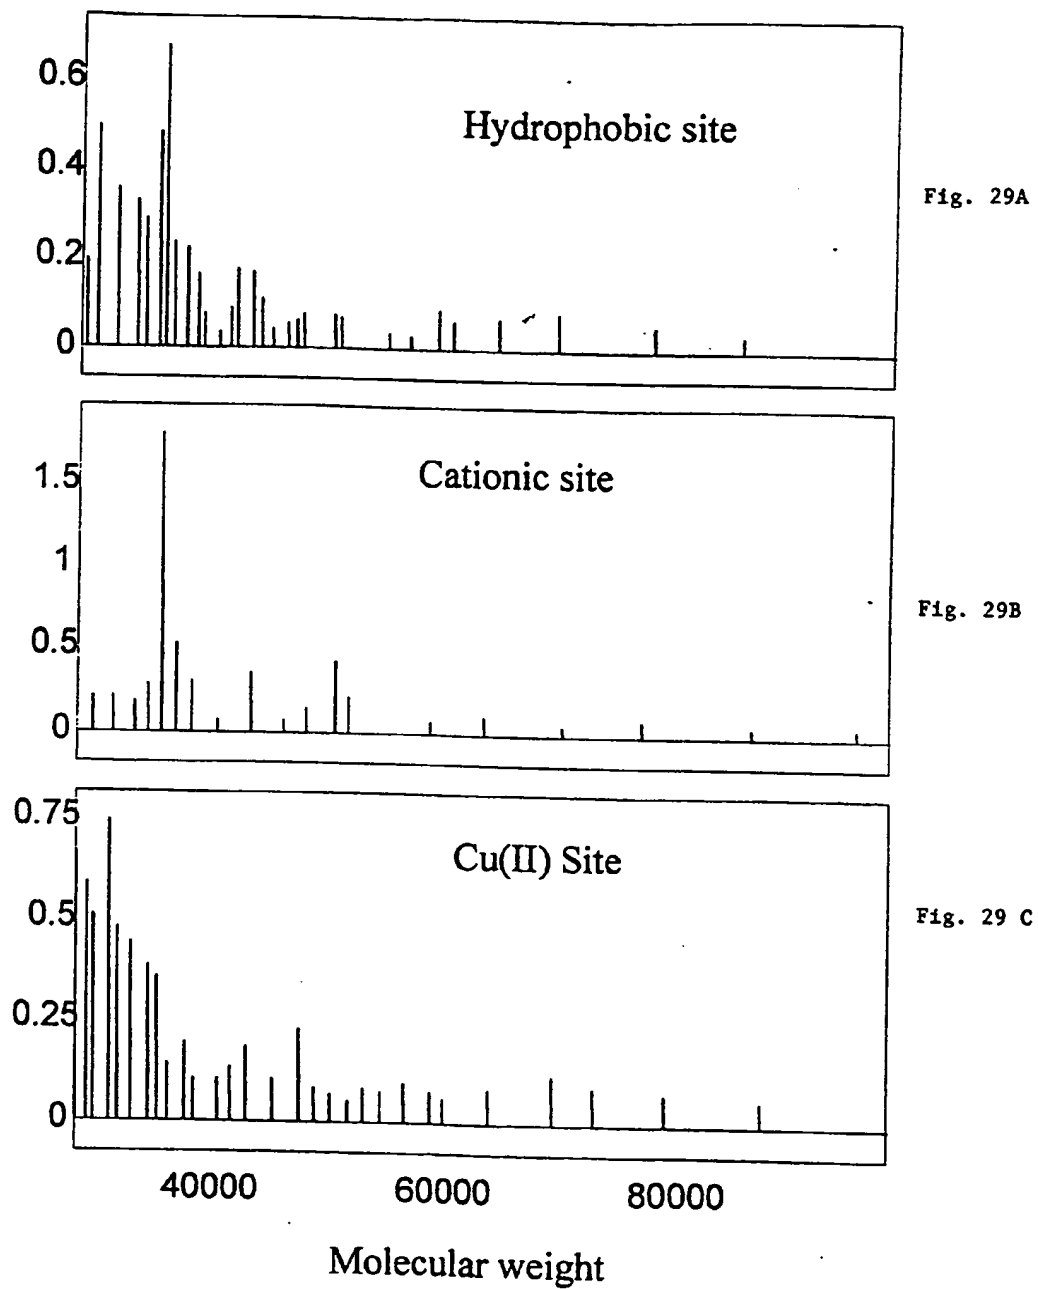 0.6
Hydrophobic site
0.4
Fig. 29A
0.2
0
1.5
Cationic site
1
Fig. 29B
0.5
0
0.75
Cu(II) Site
0.5
Fig. 29 C
0.25
0
40000 60000 80000
Molecular weight